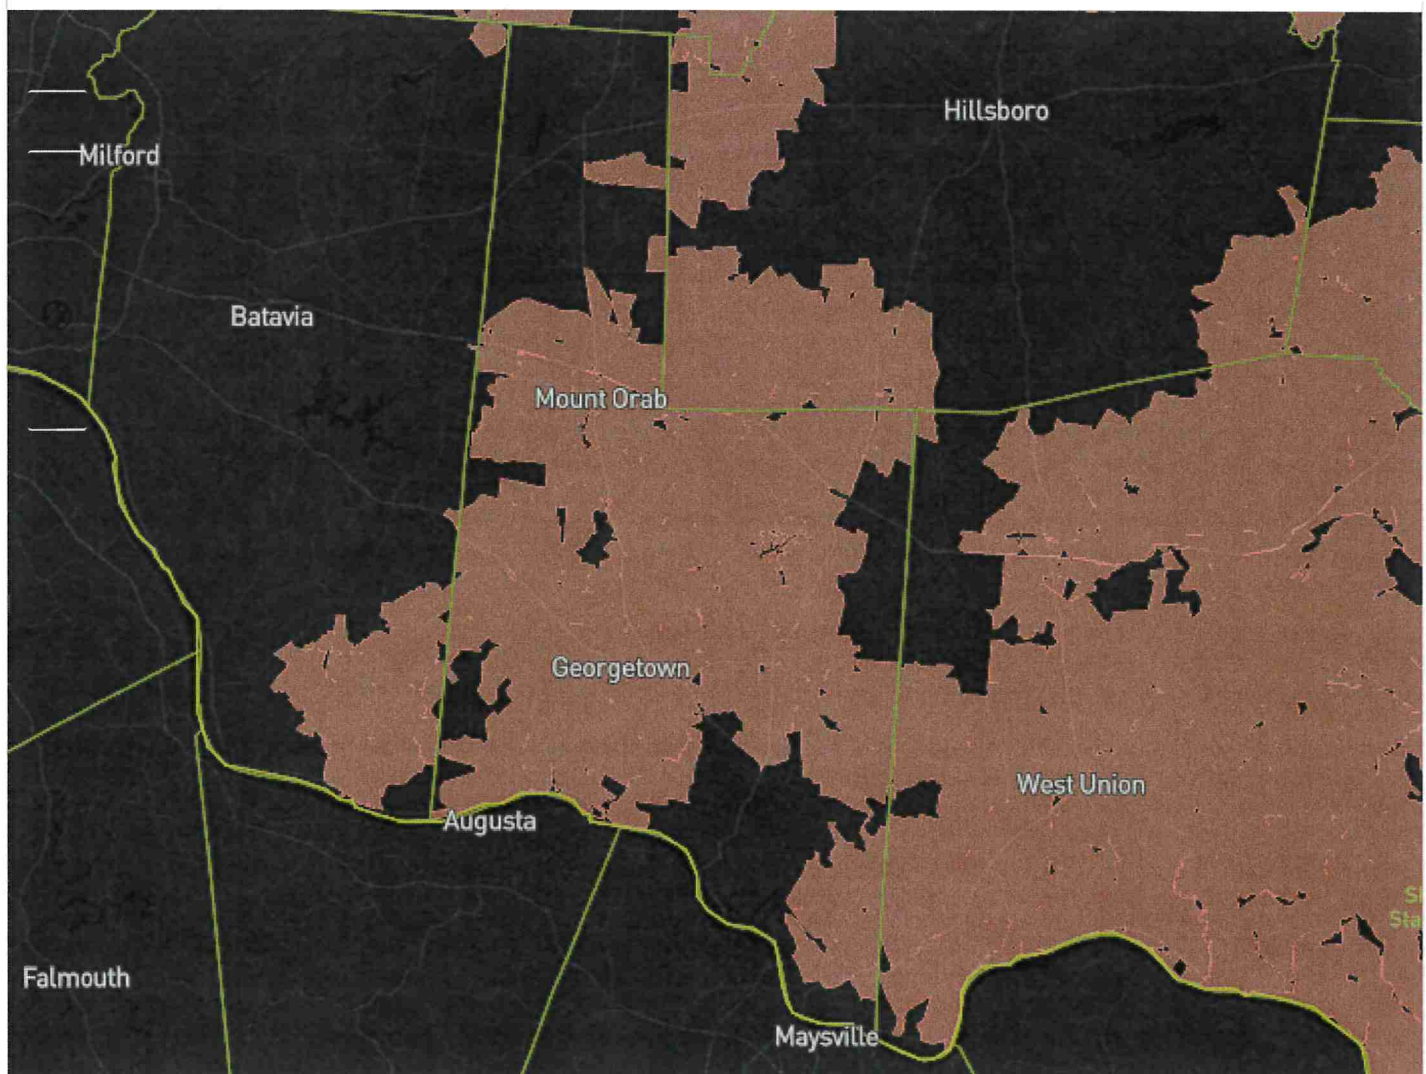 Hillsboro
Milford
Batavia
Mount Orab
Georgetown
West Union
Augusta
Falmouth
Maysville